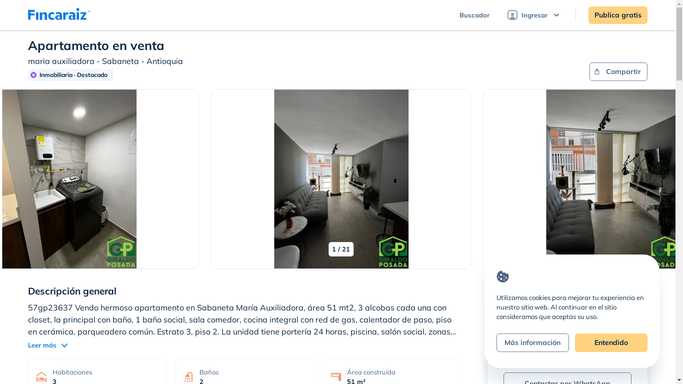 Fincaraiz
Buscador
Ingresar
Publica gratis
Apartamento en venta
maria auxiliadora - Sabaneta - Antioquia
Inmobiliaria · Destacado
Compartir
GP
POSADA
GP
GIRALDO
POSADA
1 / 21
GP
POSADA
Descripción general
57gp23637 Vendo hermoso apartamento en Sabaneta María Auxiliadora, área 51 mt2, 3 alcobas cada una con
closet, la principal con baño, 1 baño social, sala comedor, cocina integral con red de gas, calentador de paso, piso
en cerámica, parqueadero común. Estrato 3, piso 2. La unidad tiene portería 24 horas, piscina, salón social, zonas...
Leer más
Habitaciones
3
Baños
2
Área construida
51 m²
Utilizamos cookies para mejorar tu experiencia en
nuestro sitio web. Al continuar en el sitio
consideramos que aceptas su uso.
Más información
Entendido
Contactar por WhatsApp